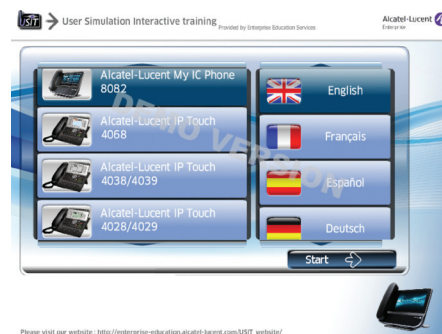 USIT
User Simulation Interactive training
Provided by Enterprise Education Services
Alcatel-Lucent
Enterprise
Alcatel-Lucent My IC Phone
8082
English
Alcatel-Lucent IP Touch
4068
Français
Alcatel-Lucent IP Touch
4038/4039
Español
Alcatel-Lucent IP Touch
4028/4029
Deutsch
DEMO VERSION
Start
Please visit our website : http://enterprise-education.alcatel-lucent.com/USIT_website/